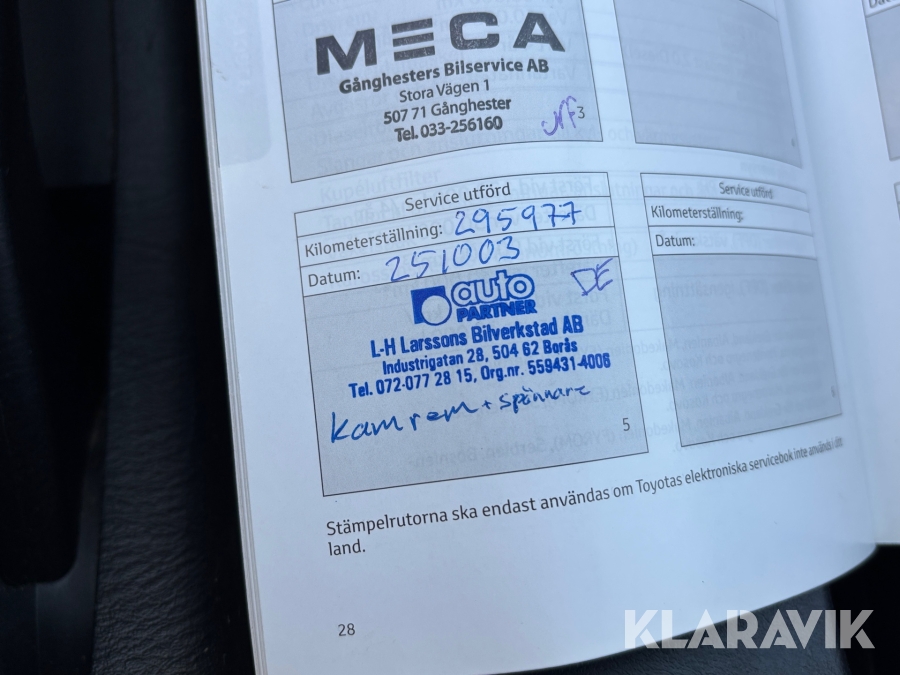 MECA
Gånghesters Bilservice AB
Stora Vägen 1
507 71 Gånghester
Tel. 033-256160
3
Service utförd
Kilometerställning: 295977
Datum: 251003
auto
PARTNER
DE
L-H Larssons Bilverkstad AB
Industrigatan 28, 504 62 Borås
Tel. 072-077 28 15, Org.nr. 559431-4006
Kamrem + spännare
5
Service utförd
Kilometerställning:
Datum:
6
Stämpelrutorna ska endast användas om Toyotas elektroniska servicebok inte används i ditt
land.
28
KLARAVIK